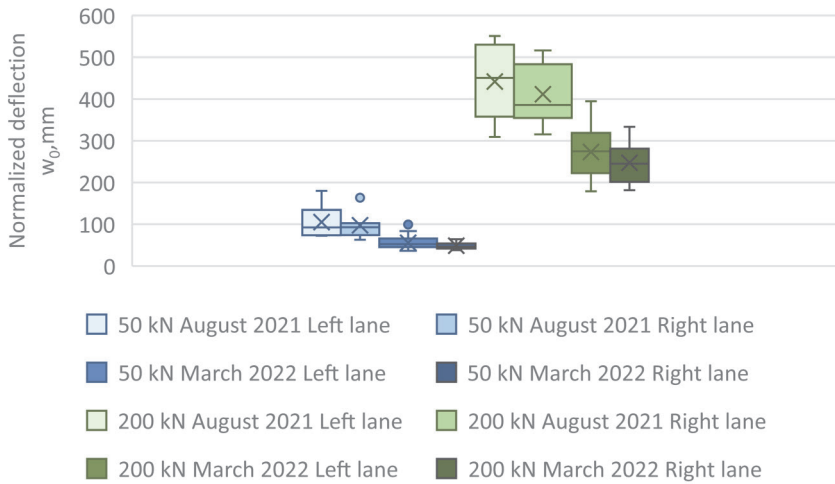 600
500
400
300
200
100
0
Normalized deflection
w₀,mm
50 kN August 2021 Left lane
50 kN August 2021 Right lane
50 kN March 2022 Left lane
50 kN March 2022 Right lane
200 kN August 2021 Left lane
200 kN August 2021 Right lane
200 kN March 2022 Left lane
200 kN March 2022 Right lane